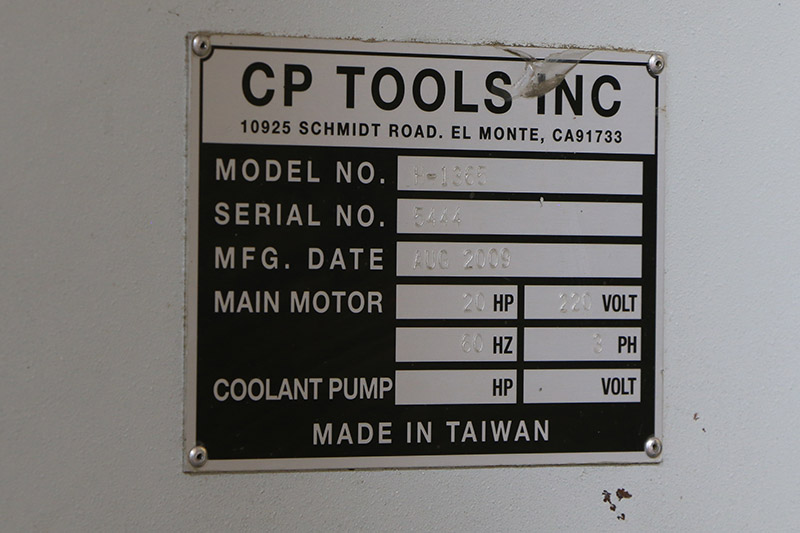 CP TOOLS INC
10925 SCHMIDT ROAD. EL MONTE, CA91733
MODEL NO. H-1365
SERIAL NO. 5444
MFG. DATE AUG 2009
MAIN MOTOR 20 HP 220 VOLT
60 HZ 3 PH
COOLANT PUMP HP VOLT
MADE IN TAIWAN